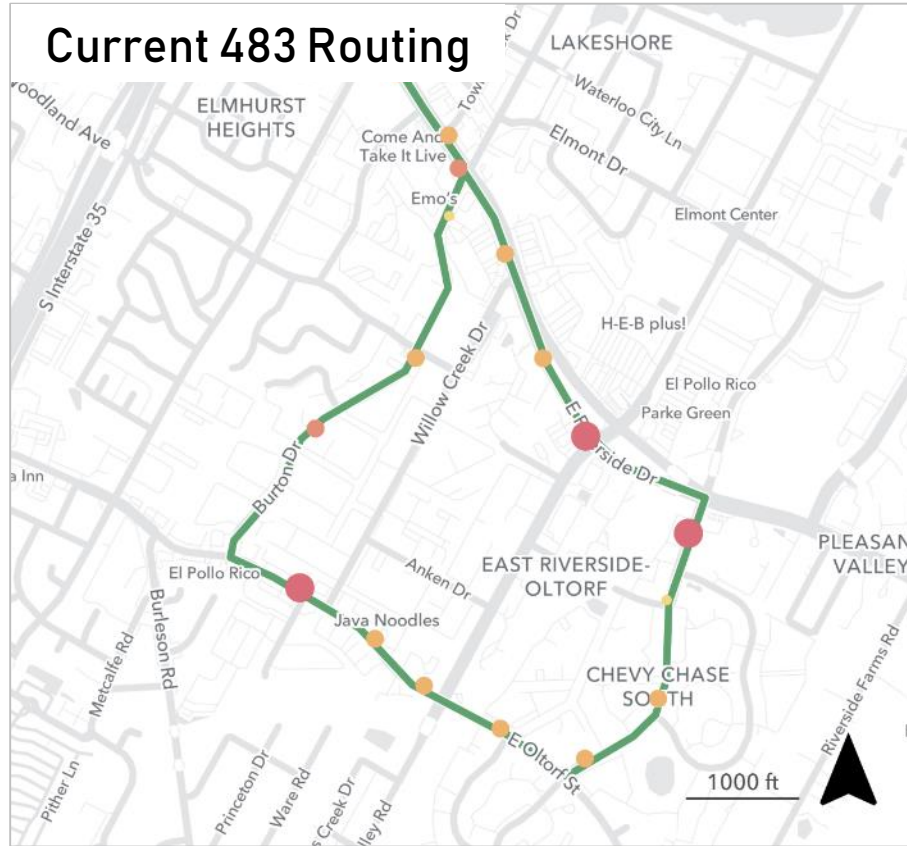 Current 483 Routing
LAKESHORE
ELMHURST
HEIGHTS
Waterloo City Ln
Woodland Ave
Come And
Take It Live
Elmont Dr
Emo's
Elmont Center
S Interstate 35
H-E-B plus!
Willow Creek Dr
El Pollo Rico
Parke Green
E Riverside Dr
Burton Dr
a Inn
PLEASAN
VALLEY
EAST RIVERSIDE-
OLTORF
Anken Dr
El Pollo Rico
Java Noodles
Burleson Rd
Metcalfe Rd
CHEVY CHASE
SOUTH
Riverside Farms Rd
E Oltorf St
1000 ft
Princeton Dr
Ware Rd
Pither Ln
s Creek Dr
lley Rd